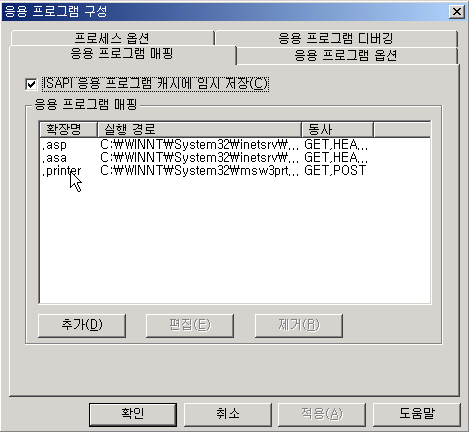 응용 프로그램 구성
프로세스 옵션 응용 프로그램 디버깅
응용 프로그램 매핑 응용 프로그램 옵션
ISAPI 응용 프로그램 캐시에 임시 저장(C)
응용 프로그램 매핑
확장명 실행 경로 동사
.asp C:₩WINNT₩System32₩inetsrv₩... GET,HEA...
.asa C:₩WINNT₩System32₩inetsrv₩... GET,HEA...
.printer C:₩WINNT₩System32₩msw3prt... GET,POST
추가(D) 편집(E) 제거(R)
확인 취소 적용(A) 도움말